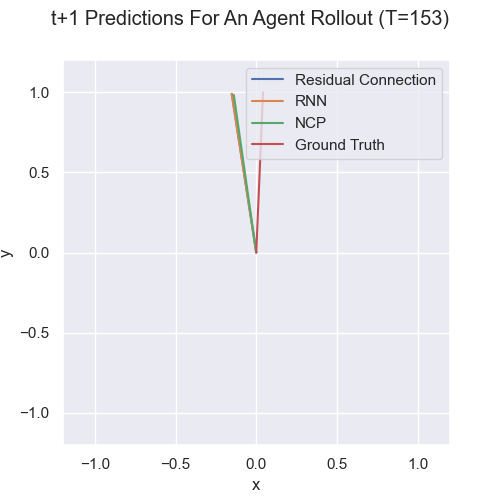 t+1 Predictions For An Agent Rollout (T=153)
Residual Connection
RNN
NCP
Ground Truth
1.0
0.5
0.0
−0.5
−1.0
y
−1.0 −0.5 0.0 0.5 1.0
x